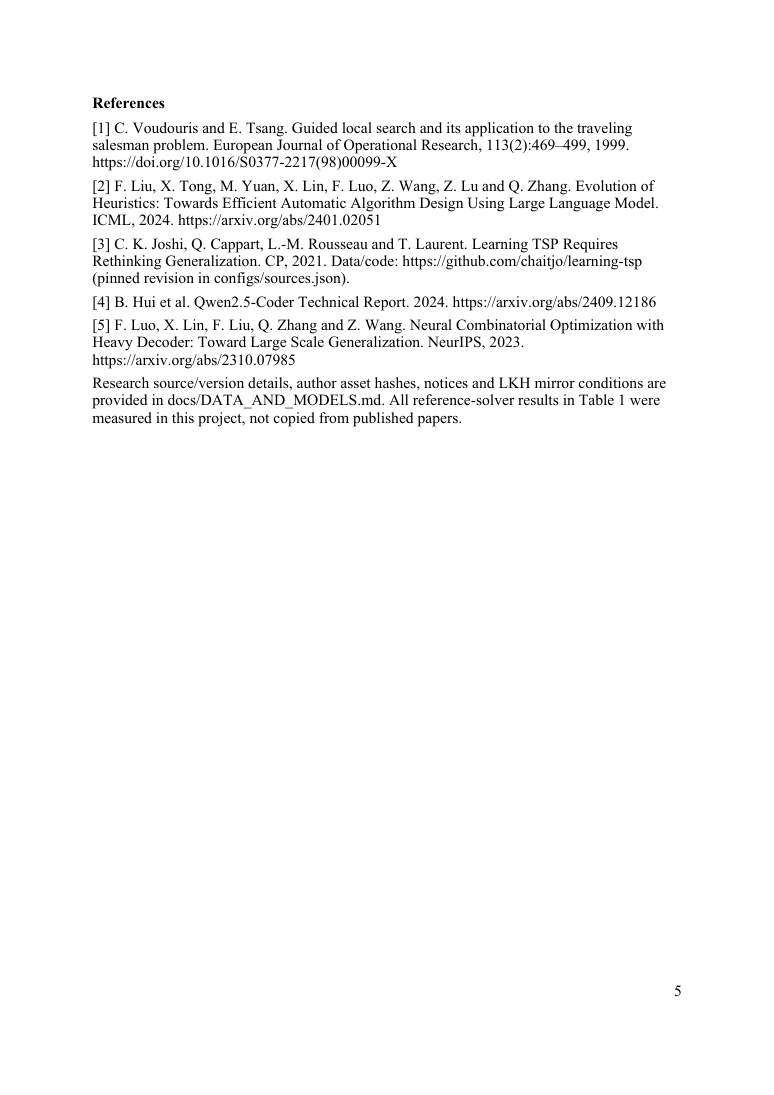 References
[1] C. Voudouris and E. Tsang. Guided local search and its application to the traveling
salesman problem. European Journal of Operational Research, 113(2):469–499, 1999.
https://doi.org/10.1016/S0377-2217(98)00099-X
[2] F. Liu, X. Tong, M. Yuan, X. Lin, F. Luo, Z. Wang, Z. Lu and Q. Zhang. Evolution of
Heuristics: Towards Efficient Automatic Algorithm Design Using Large Language Model.
ICML, 2024. https://arxiv.org/abs/2401.02051
[3] C. K. Joshi, Q. Cappart, L.-M. Rousseau and T. Laurent. Learning TSP Requires
Rethinking Generalization. CP, 2021. Data/code: https://github.com/chaitjo/learning-tsp
(pinned revision in configs/sources.json).
[4] B. Hui et al. Qwen2.5-Coder Technical Report. 2024. https://arxiv.org/abs/2409.12186
[5] F. Luo, X. Lin, F. Liu, Q. Zhang and Z. Wang. Neural Combinatorial Optimization with
Heavy Decoder: Toward Large Scale Generalization. NeurIPS, 2023.
https://arxiv.org/abs/2310.07985
Research source/version details, author asset hashes, notices and LKH mirror conditions are
provided in docs/DATA_AND_MODELS.md. All reference-solver results in Table 1 were
measured in this project, not copied from published papers.
5